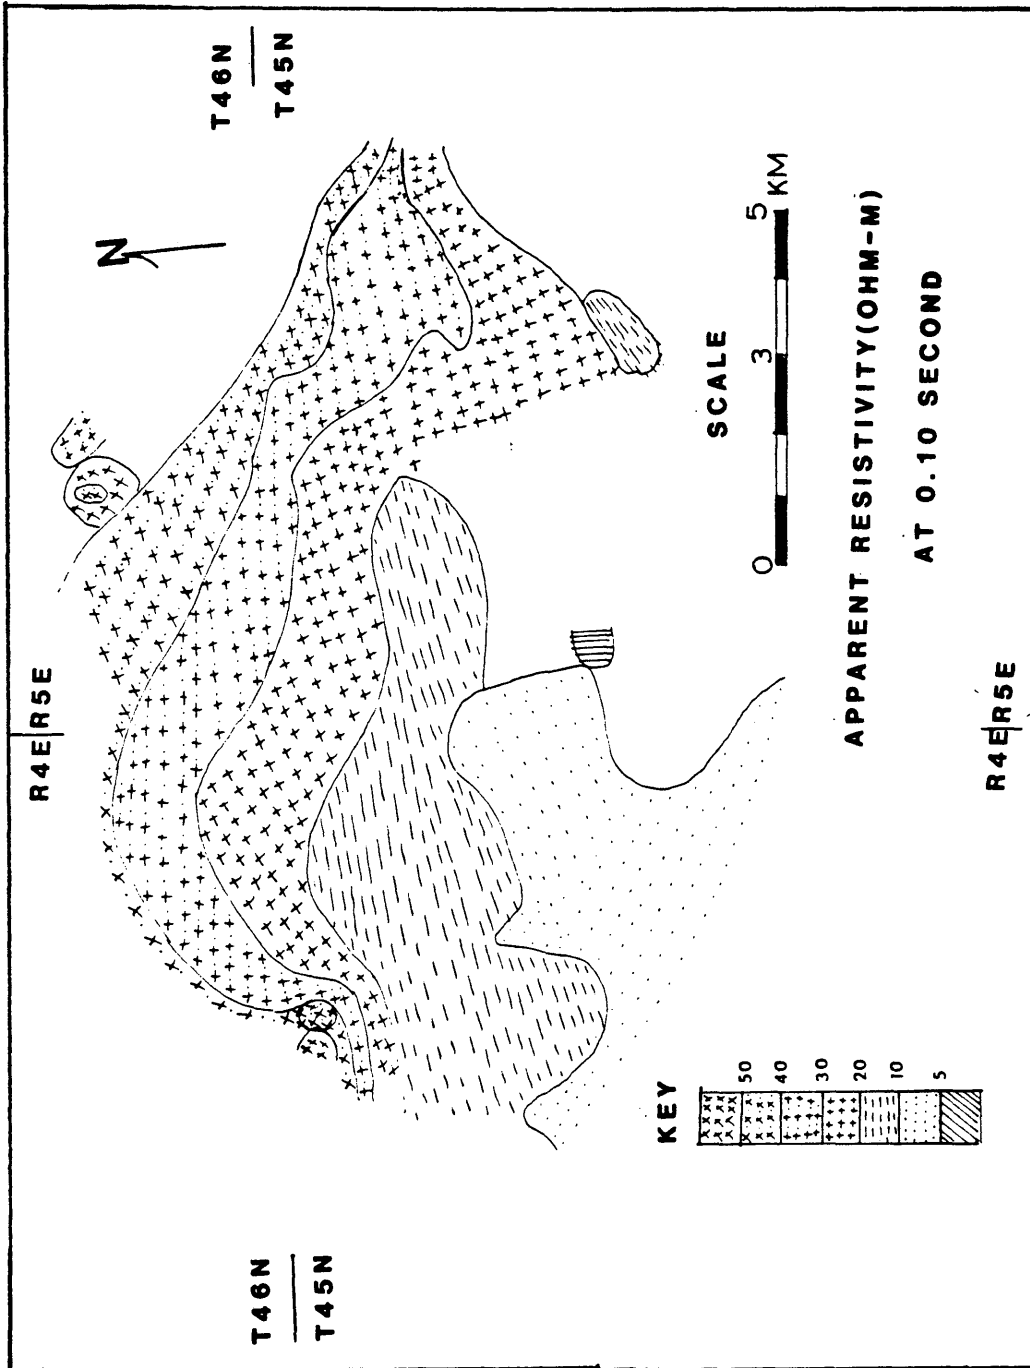 R4E R5E
T46N
T45N
T46N
T45N
N
KEY
50
40
30
20
10
5
SCALE
0 3 5 KM
APPARENT RESISTIVITY(OHM-M)
AT 0.10 SECOND
R4E R5E